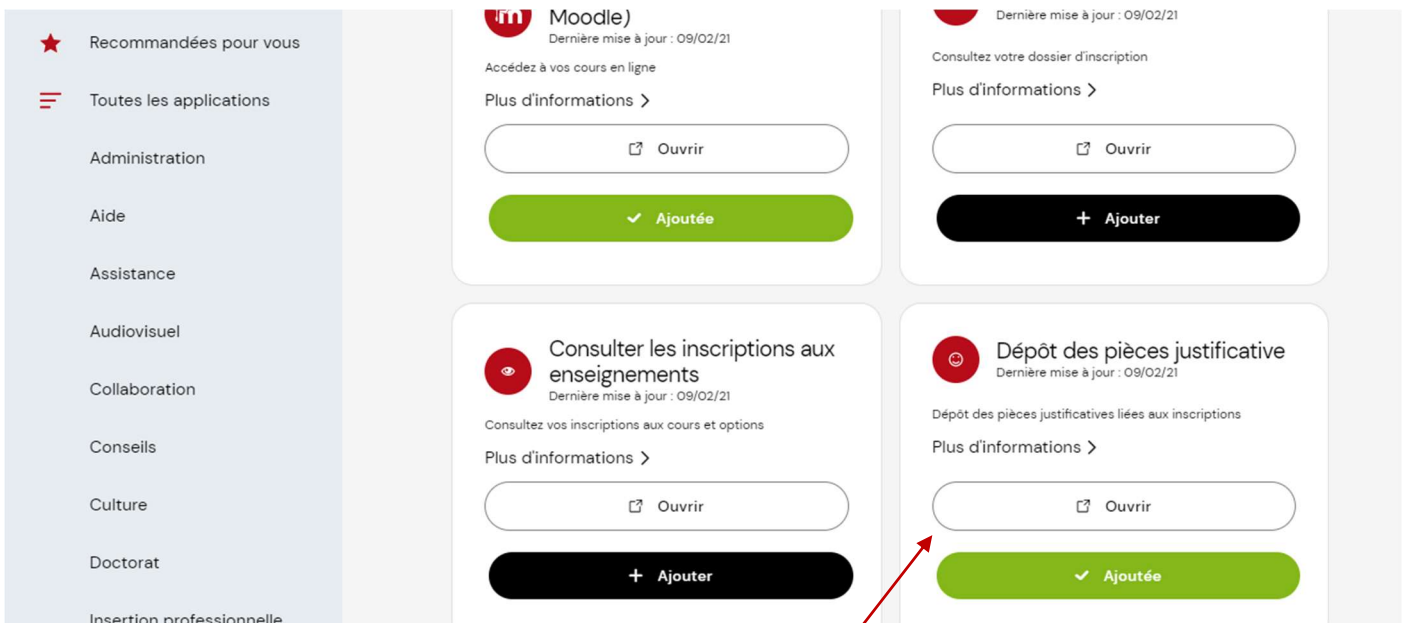 Recommandées pour vous
Toutes les applications
Administration
Aide
Assistance
Audiovisuel
Collaboration
Conseils
Culture
Doctorat
Insertion professionnelle
Moodle)
Dernière mise à jour : 09/02/21
Accédez à vos cours en ligne
Plus d'informations
Ouvrir
Ajoutée
Dernière mise à jour : 09/02/21
Consultez votre dossier d'inscription
Plus d'informations
Ouvrir
Ajouter
Consulter les inscriptions aux
enseignements
Dernière mise à jour : 09/02/21
Consultez vos inscriptions aux cours et options
Plus d'informations
Ouvrir
Ajouter
Dépôt des pièces justificative
Dernière mise à jour : 09/02/21
Dépôt des pièces justificatives liées aux inscriptions
Plus d'informations
Ouvrir
Ajoutée